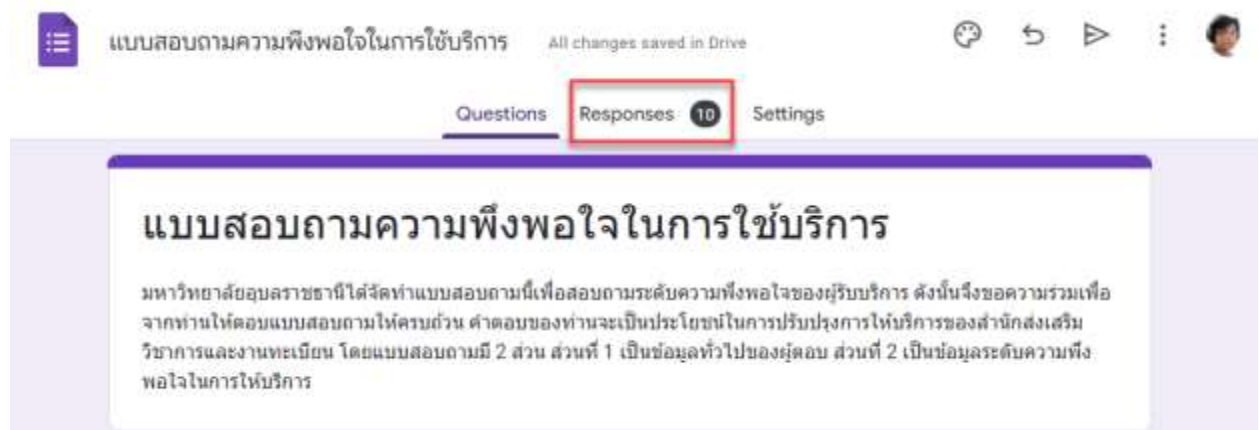 แบบสอบถามความพึงพอใจในการใช้บริการ All changes saved in Drive
Questions Responses 10 Settings
แบบสอบถามความพึงพอใจในการใช้บริการ
มหาวิทยาลัยอุบลราชธานีได้จัดทำแบบสอบถามนี้เพื่อสอบถามระดับความพึงพอใจของผู้รับบริการ ดังนั้นจึงขอความร่วมเพื่อ
จากท่านให้ตอบแบบสอบถามให้ครบถ้วน คำตอบของท่านจะเป็นประโยชน์ในการปรับปรุงการให้บริการของสำนักส่งเสริม
วิชาการและงานทะเบียน โดยแบบสอบถามมี 2 ส่วน ส่วนที่ 1 เป็นข้อมูลทั่วไปของผู้ตอบ ส่วนที่ 2 เป็นข้อมูลระดับความพึง
พอใจในการให้บริการ